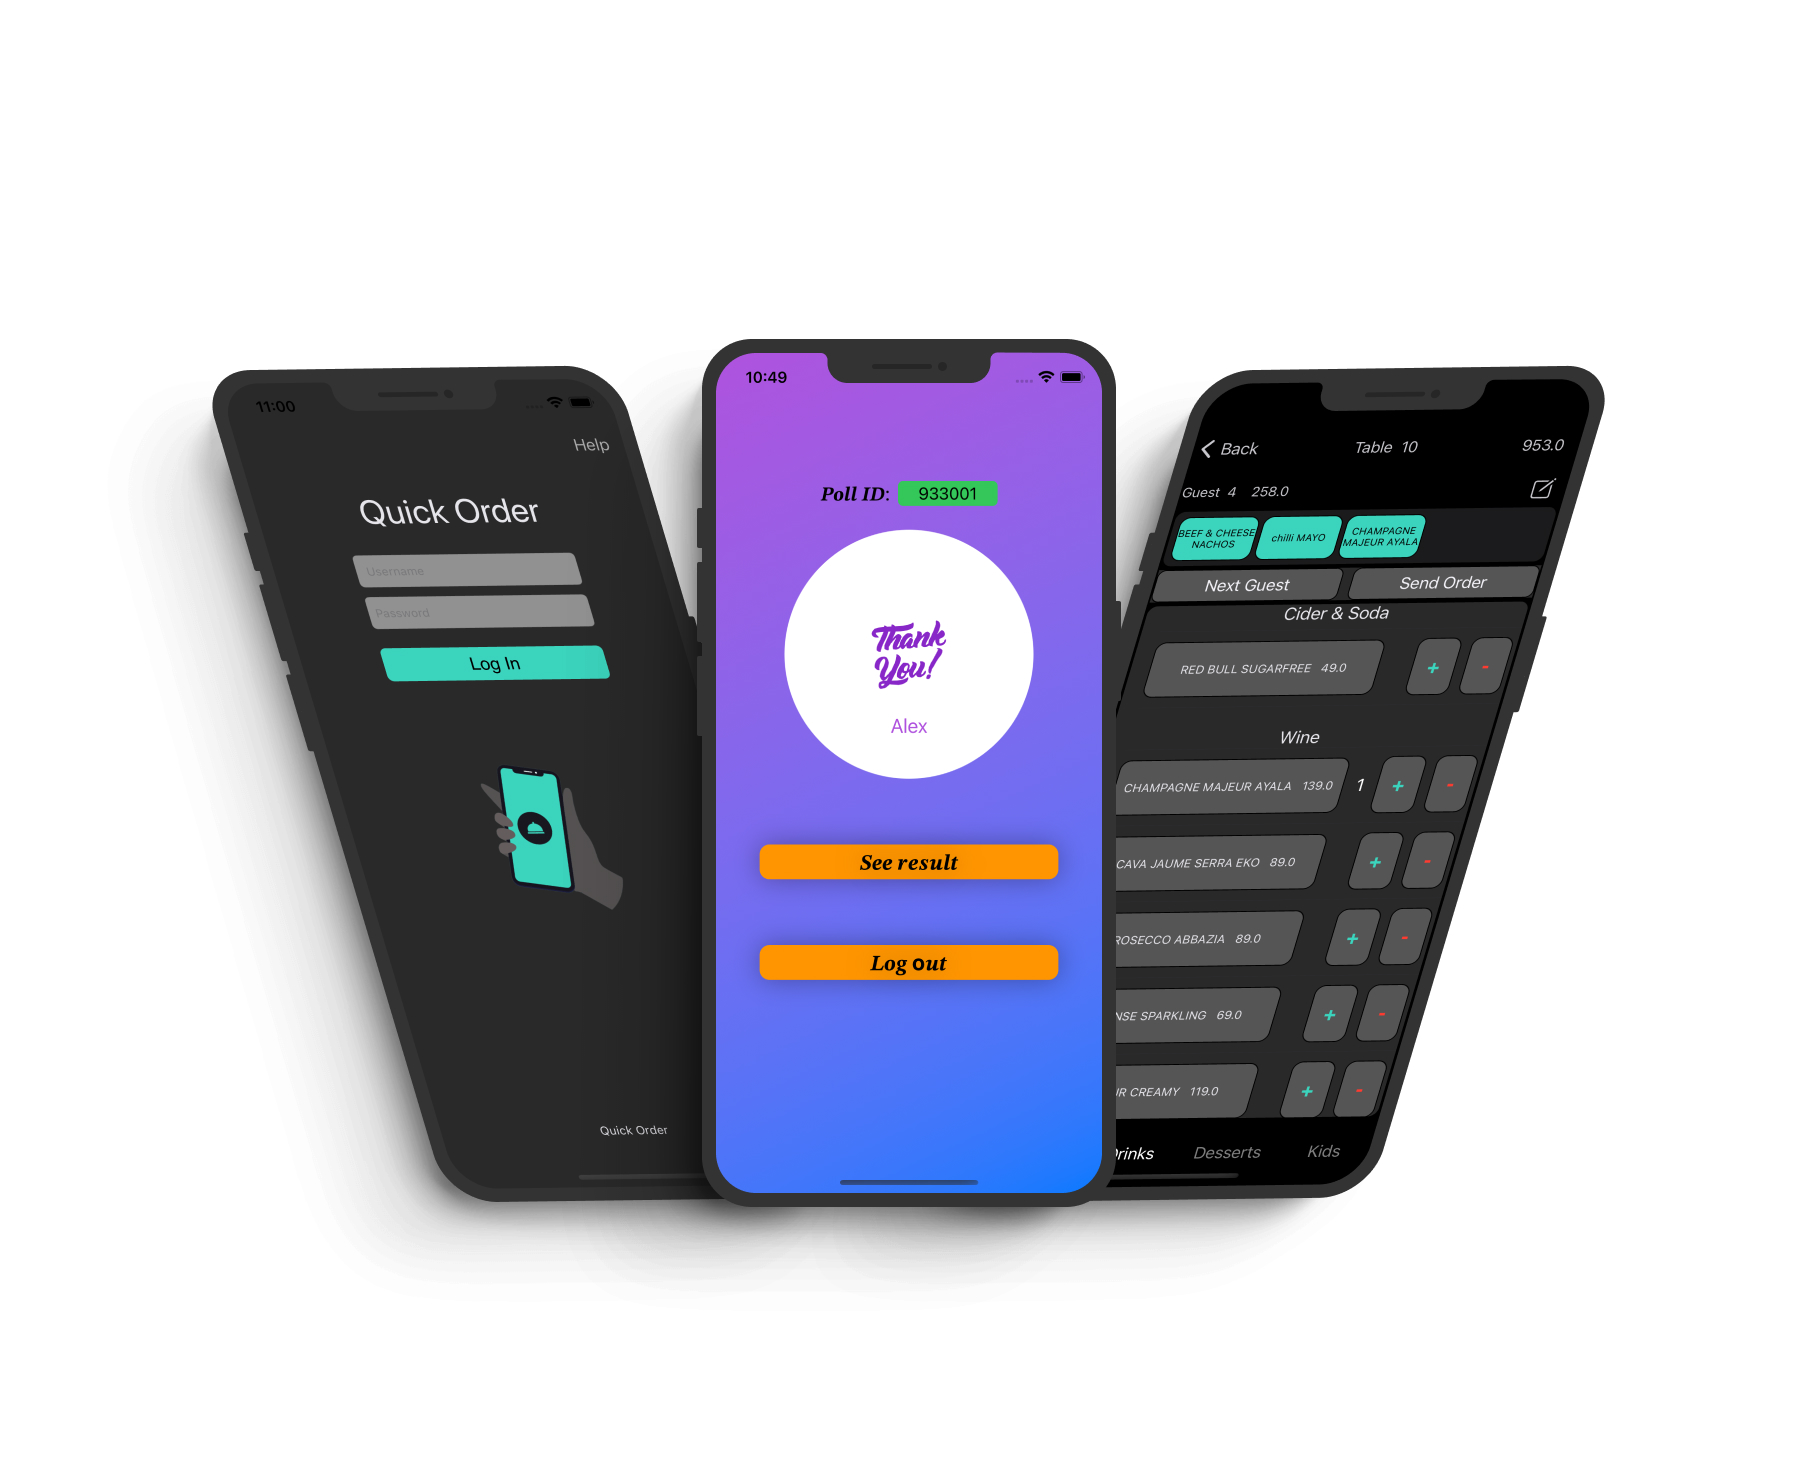 11:00
Help
Quick Order
Username
Password
Log In
Quick Order
10:49
Poll ID: 933001
Thank
You!
Alex
See result
Log out
Back Table 10 953.0
Guest 4 258.0
BEEF & CHEESE
NACHOS
chilli MAYO
CHAMPAGNE
MAJEUR AYALA
Next Guest Send Order
Cider & Soda
RED BULL SUGARFREE 49.0 + -
Wine
CHAMPAGNE MAJEUR AYALA 139.0 1 + -
CAVA JAUME SERRA EKO 89.0 + -
ROSECCO ABBAZIA 89.0 + -
NSE SPARKLING 69.0 + -
CREAMY 119.0 + -
Drinks Desserts Kids